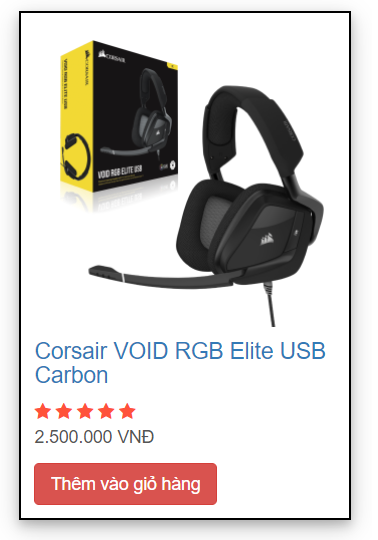 CORSAIR
VOID RGB ELITE USB
Corsair VOID RGB Elite USB
Carbon
2.500.000 VNĐ
Thêm vào giỏ hàng